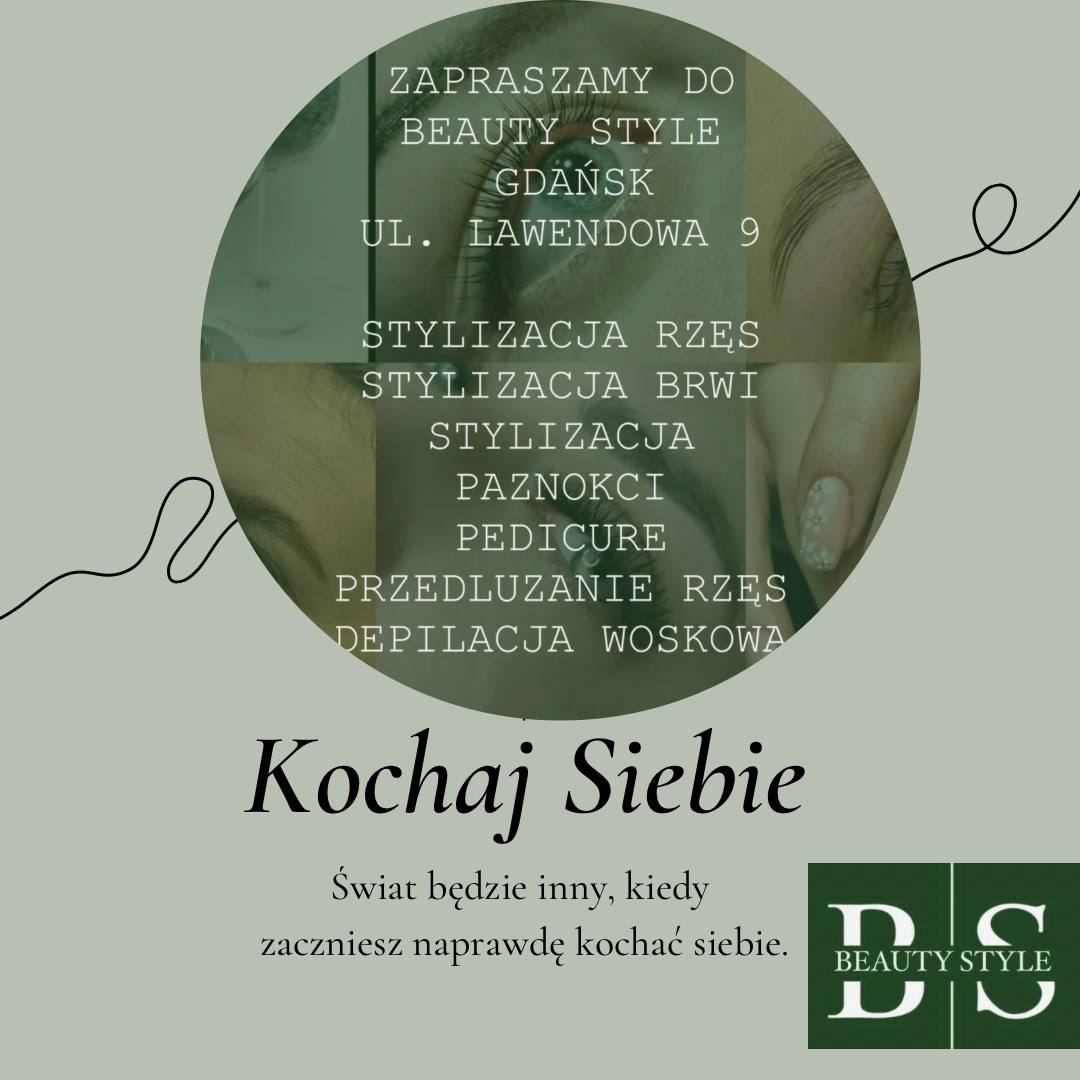 ZAPRASZAMY DO
BEAUTY STYLE
GDAŃSK
UL. LAWENDOWA 9
STYLIZACJA RZĘS
STYLIZACJA BRWI
STYLIZACJA
PAZNOKCI
PEDICURE
PRZEDLUZANIE RZĘS
DEPILACJA WOSKOWA
Kochaj Siebie
Świat będzie inny, kiedy
zaczniesz naprawdę kochać siebie.
BS
BEAUTY STYLE